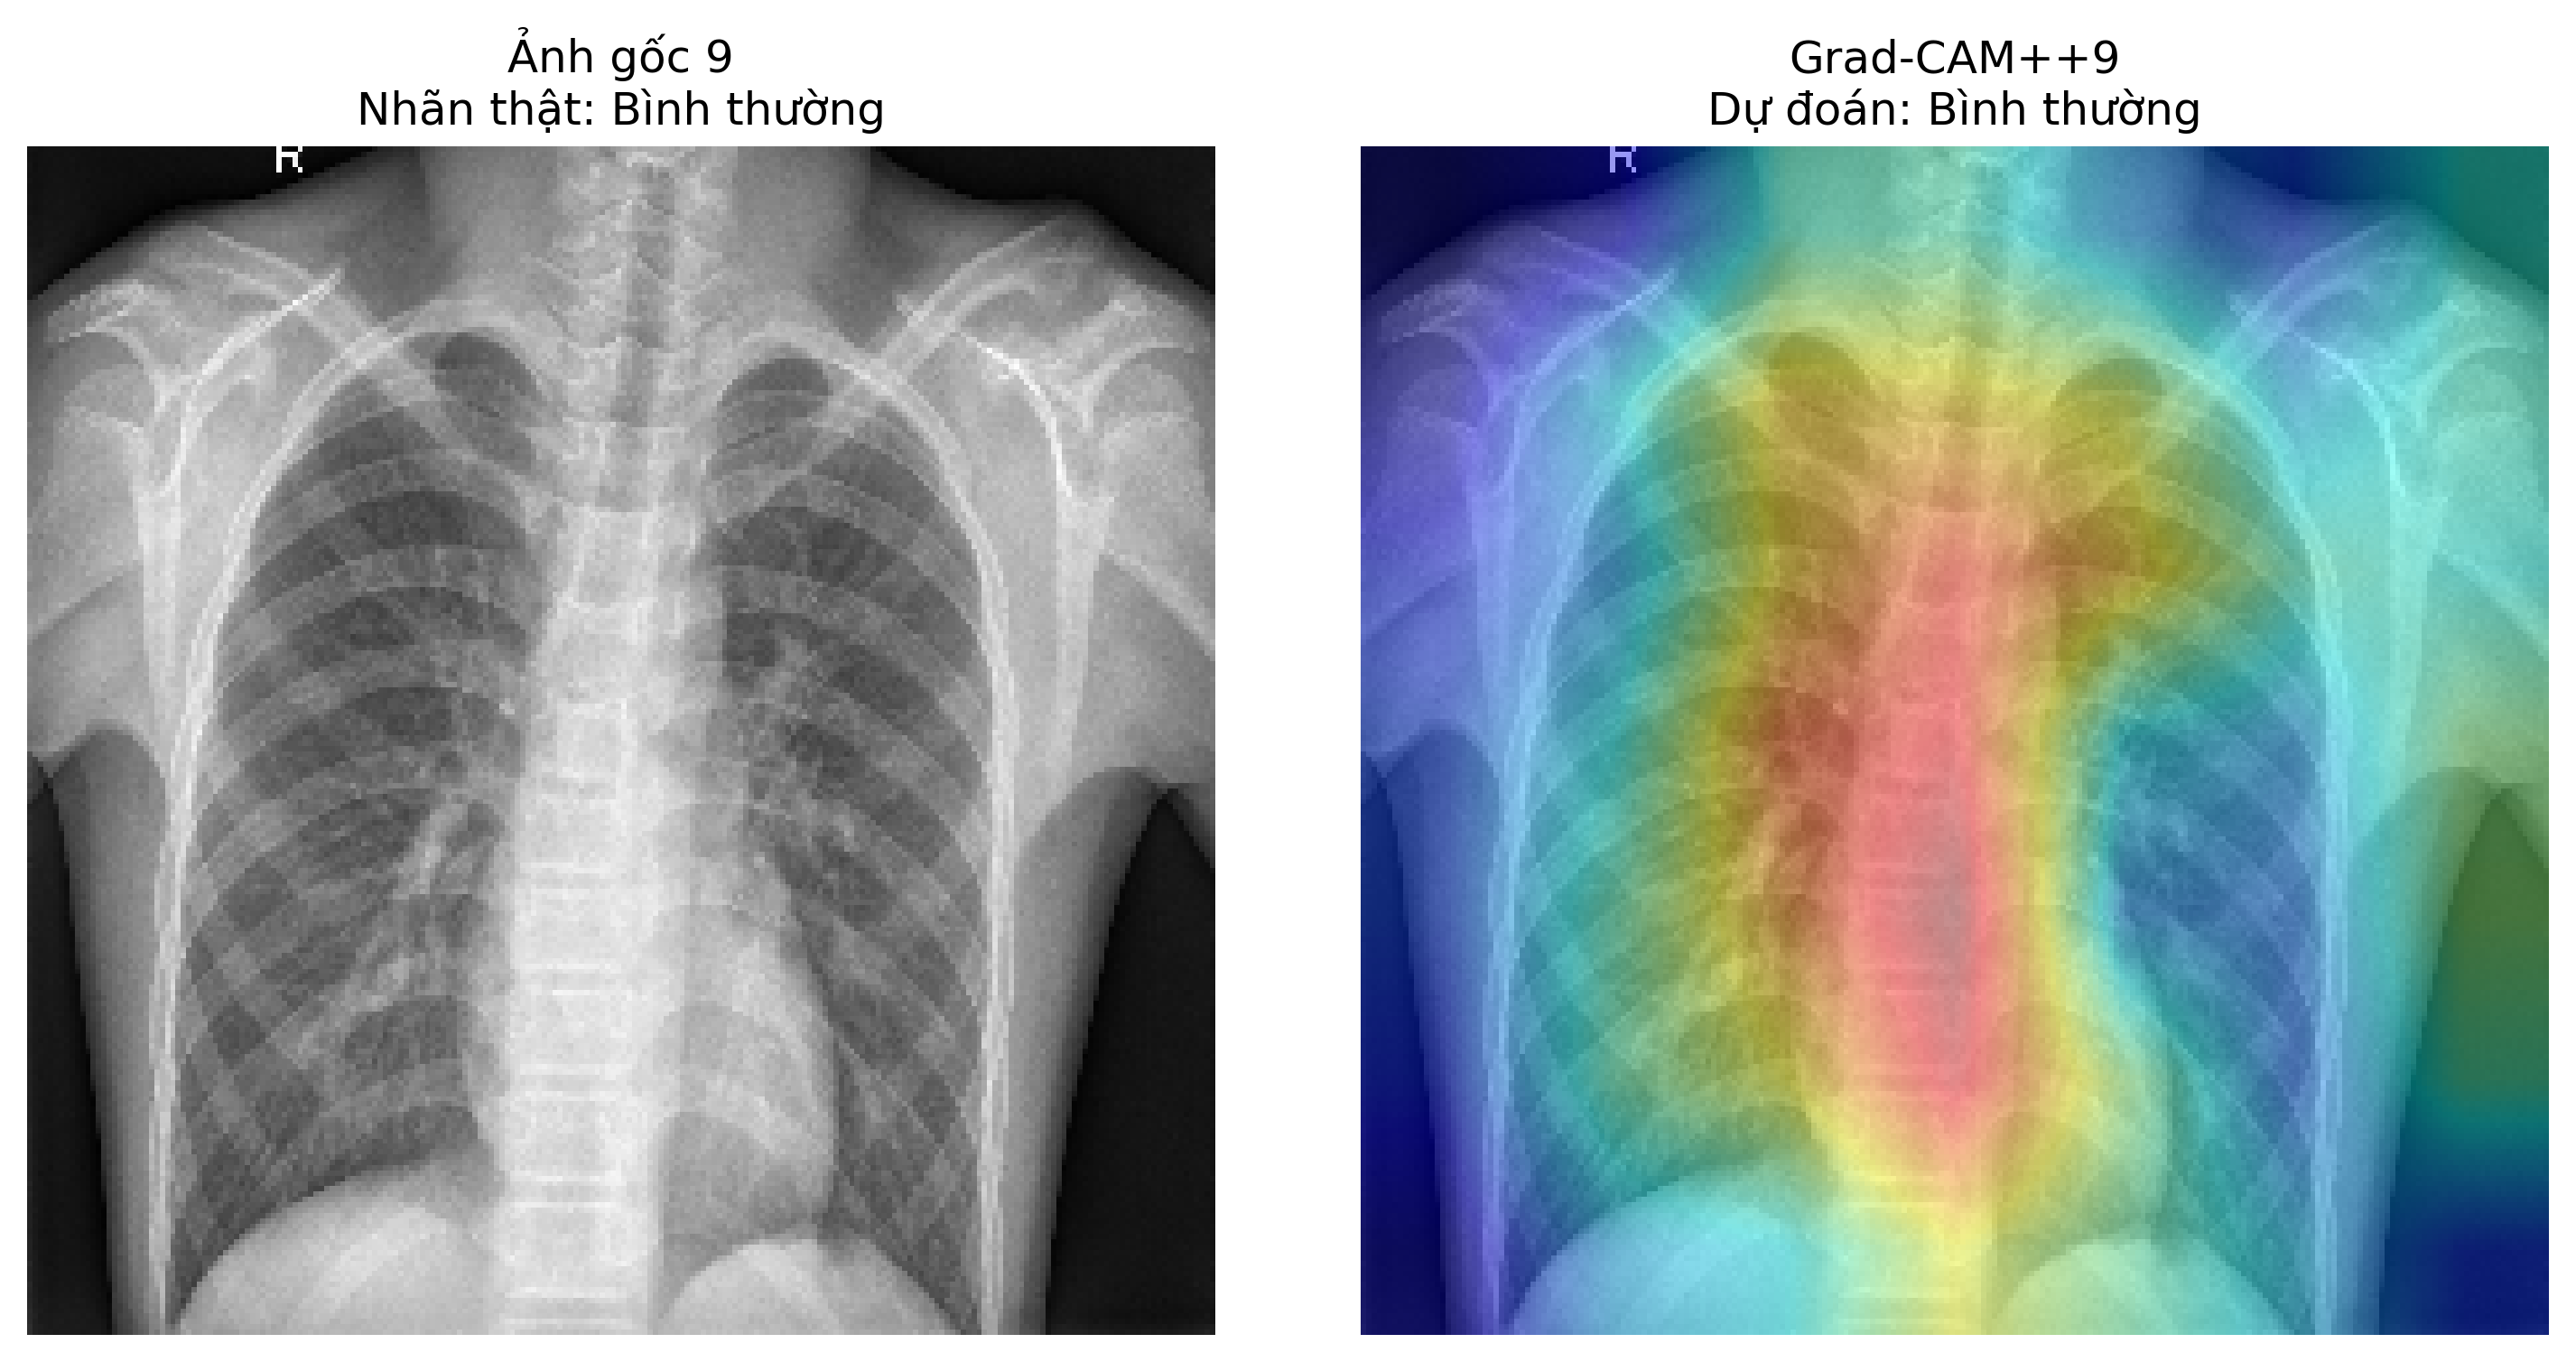 Ảnh gốc 9
Nhãn thật: Bình thường
Grad-CAM++9
Dự đoán: Bình thường
R
R